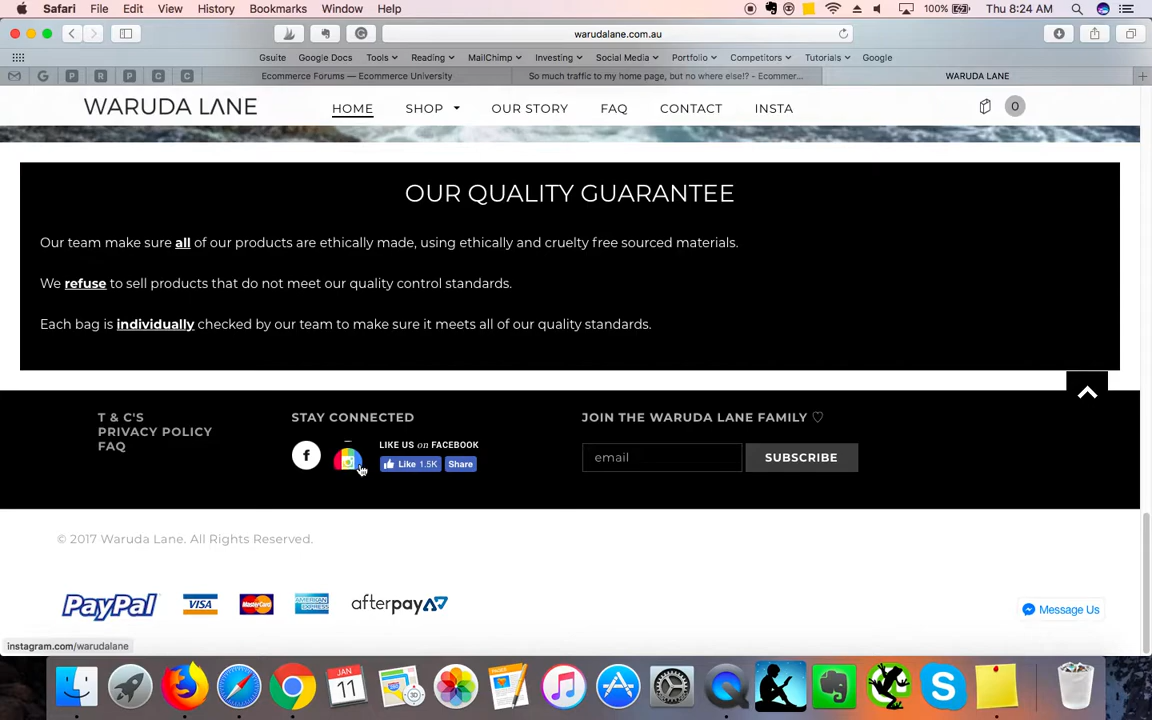 Safari File Edit View History Bookmarks Window Help 100% Thu 8:24 AM
warudalane.com.au
Gsuite Google Docs Tools Reading MailChimp Investing Social Media Portfolio Competitors Tutorials Google
P R P C C Ecommerce Forums — Ecommerce University So much traffic to my home page, but no where else!? - Ecommer... WARUDA LANE
WARUDA LANE HOME SHOP OUR STORY FAQ CONTACT INSTA 0
OUR QUALITY GUARANTEE
Our team make sure all of our products are ethically made, using ethically and cruelty free sourced materials.
We refuse to sell products that do not meet our quality control standards.
Each bag is individually checked by our team to make sure it meets all of our quality standards.
T & C'S STAY CONNECTED JOIN THE WARUDA LANE FAMILY ♡
PRIVACY POLICY
FAQ
LIKE US on FACEBOOK
Like 1.5K Share
email SUBSCRIBE
© 2017 Waruda Lane. All Rights Reserved.
PayPal VISA MasterCard AMERICAN EXPRESS afterpay
Message Us
instagram.com/warudalane
JAN 11